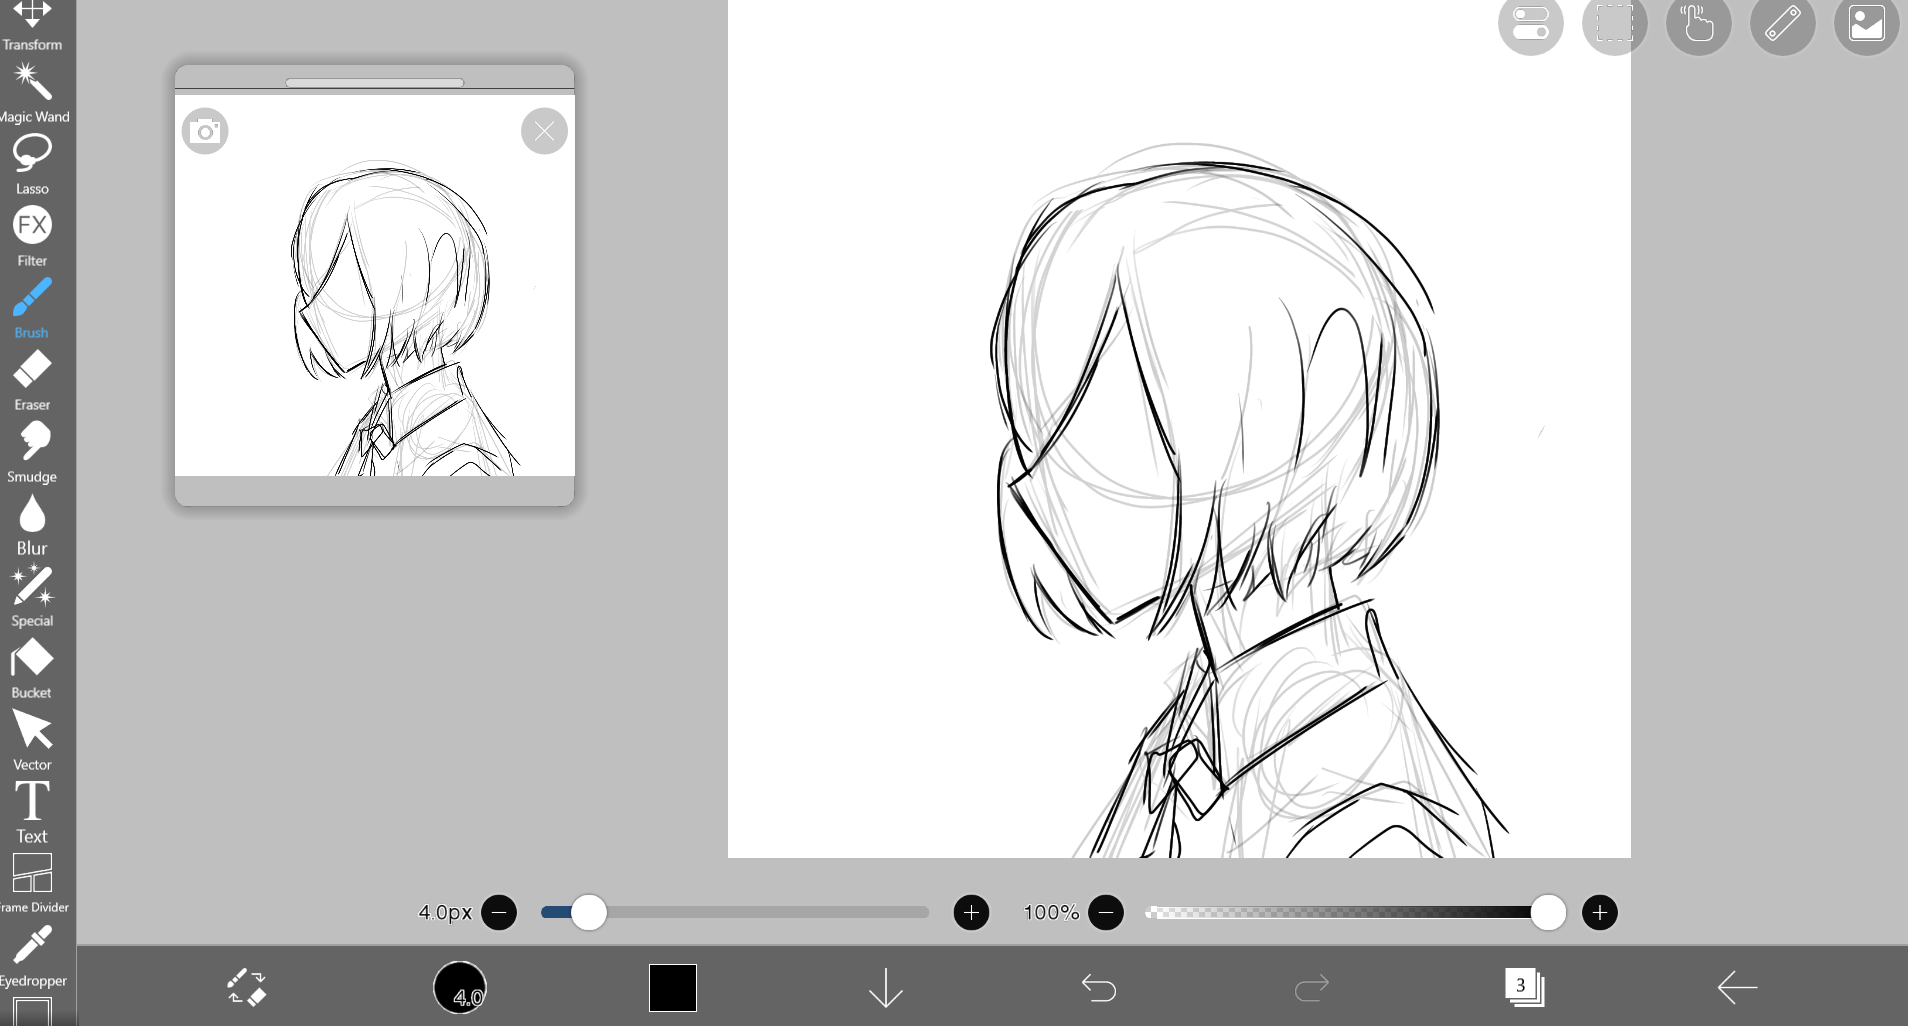 Transform
Magic Wand
Lasso
FX
Filter
Brush
Eraser
Smudge
Blur
Special
Bucket
Vector
T
Text
Frame Divider
Eyedropper
4.0px
100%
4.0
3